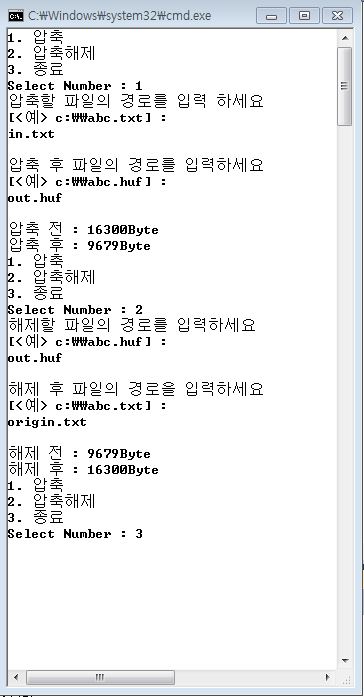 C:\Windows\system32\cmd.exe
1. 압축
2. 압축해제
3. 종료
Select Number : 1
압축할 파일의 경로를 입력 하세요
[<예> c:\\abc.txt] :
in.txt
압축 후 파일의 경로를 입력하세요
[<예> c:\\abc.huf] :
out.huf
압축 전 : 16300Byte
압축 후 : 9679Byte
1. 압축
2. 압축해제
3. 종료
Select Number : 2
해제할 파일의 경로를 입력하세요
[<예> c:\\abc.huf] :
out.huf
해제 후 파일의 경로을 입력하세요
[<예> c:\\abc.txt] :
origin.txt
해제 전 : 9679Byte
해제 후 : 16300Byte
1. 압축
2. 압축해제
3. 종료
Select Number : 3